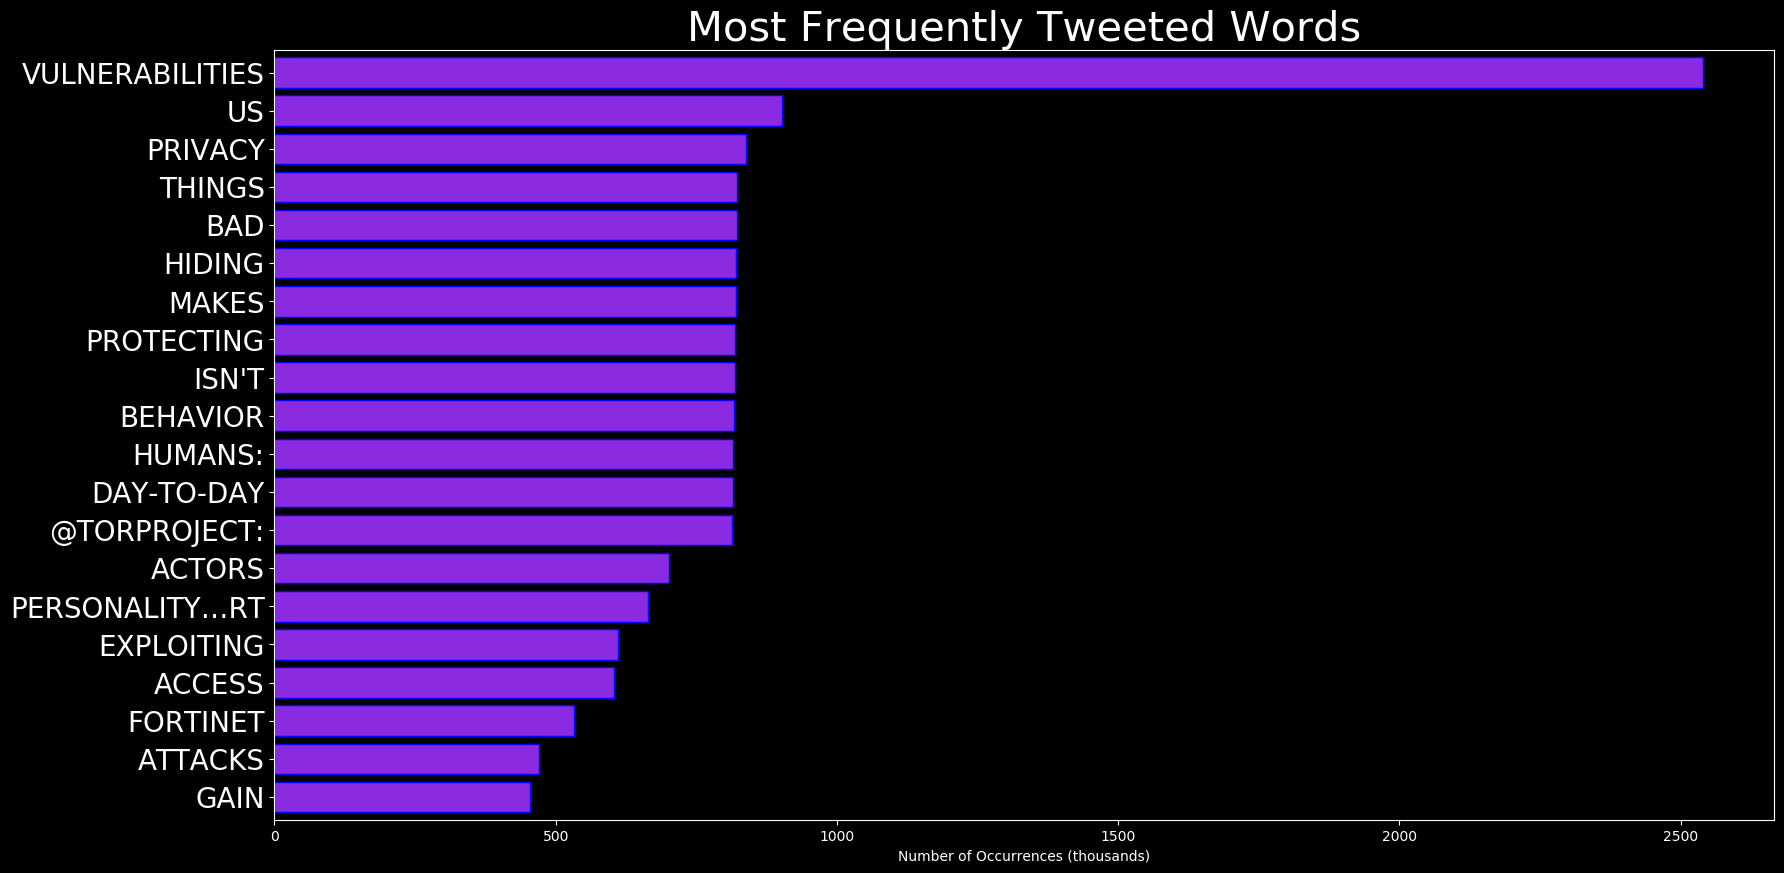 Most Frequently Tweeted Words
VULNERABILITIES
US
PRIVACY
THINGS
BAD
HIDING
MAKES
PROTECTING
ISN'T
BEHAVIOR
HUMANS:
DAY-TO-DAY
@TORPROJECT:
ACTORS
PERSONALITY…RT
EXPLOITING
ACCESS
FORTINET
ATTACKS
GAIN
0 500 1000 1500 2000 2500
Number of Occurrences (thousands)